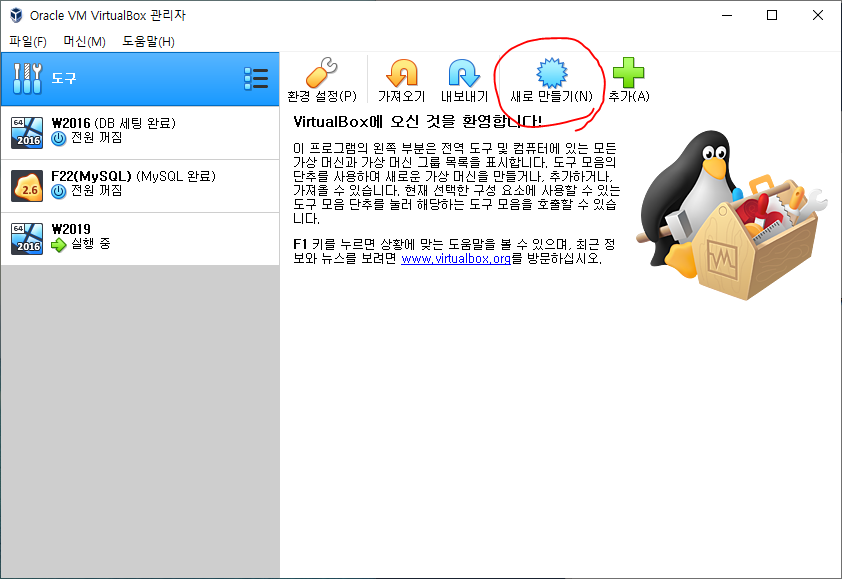 Oracle VM VirtualBox 관리자
파일(F) 머신(M) 도움말(H)
도구
환경 설정(P) 가져오기 내보내기 새로 만들기(N) 추가(A)
64
2016
W2016 (DB 세팅 완료)
전원 꺼짐
2.6
F22(MySQL) (MySQL 완료)
전원 꺼짐
64
2016
W2019
실행 중
VirtualBox에 오신 것을 환영합니다!
이 프로그램의 왼쪽 부분은 전역 도구 및 컴퓨터에 있는 모든
가상 머신과 가상 머신 그룹 목록을 표시합니다. 도구 모음의
단추를 사용하여 새로운 가상 머신을 만들거나, 추가하거나,
가져올 수 있습니다. 현재 선택한 구성 요소에 사용할 수 있는
도구 모음 단추를 눌러 해당하는 도구 모음을 호출할 수 있습
니다.
F1 키를 누르면 상황에 맞는 도움말을 볼 수 있으며, 최근 정
보와 뉴스를 보려면 www.virtualbox.org를 방문하십시오.